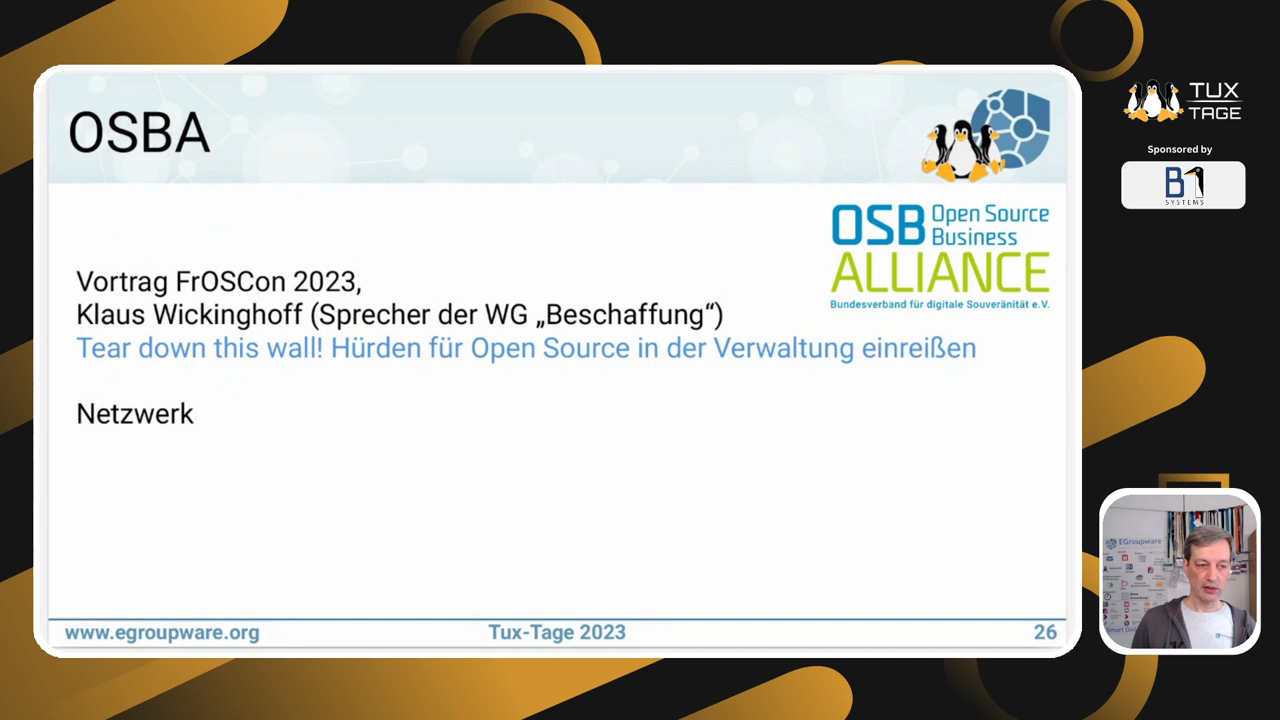 OSBA
OSB Open Source
Business
ALLIANCE
Bundesverband für digitale Souveränität e.V.
Vortrag FrOSCon 2023,
Klaus Wickinghoff (Sprecher der WG „Beschaffung“)
Tear down this wall! Hürden für Open Source in der Verwaltung einreißen
Netzwerk
www.egroupware.org
Tux-Tage 2023
26
TUX
TAGE
Sponsored by
B1
SYSTEMS
EGroupware